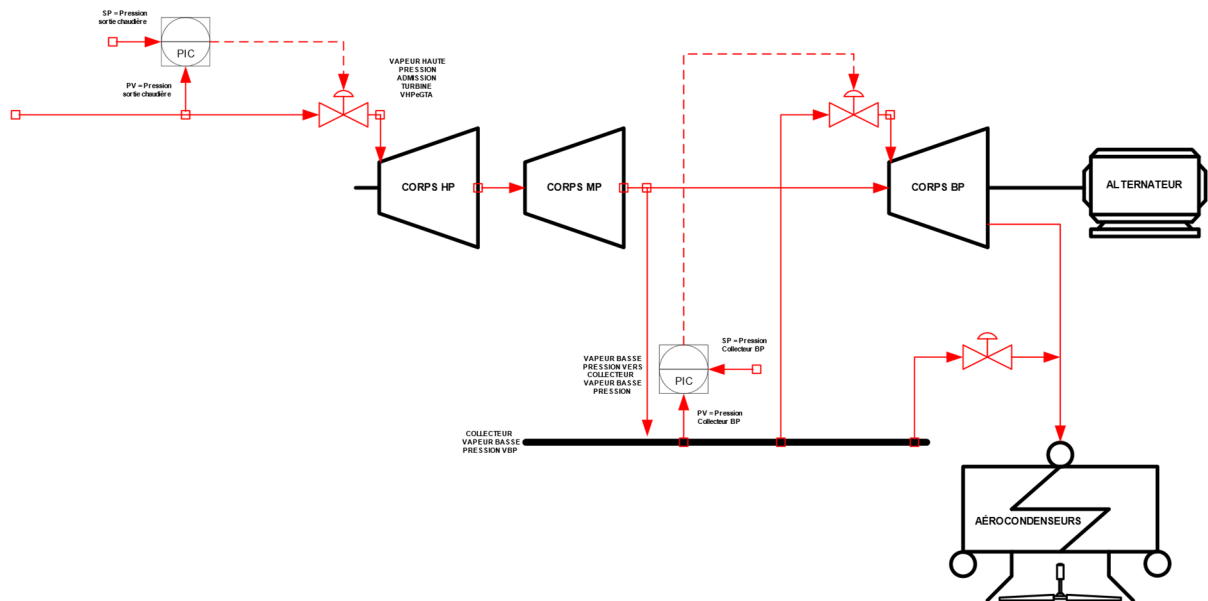 SP = Pression
sortie chaudière
PIC
PV = Pression
sortie chaudière
VAPEUR HAUTE
PRESSION
ADMISSION
TURBINE
VHPeGTA
CORPS HP
CORPS MP
CORPS BP
ALTERNATEUR
VAPEUR BASSE
PRESSION VERS
COLLECTEUR
VAPEUR BASSE
PRESSION
SP = Pression
Collecteur BP
PIC
PV = Pression
Collecteur BP
COLLECTEUR
VAPEUR BASSE
PRESSION VBP
AÉROCONDENSEURS